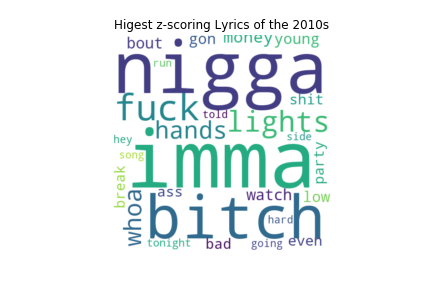 Higest z-scoring Lyrics of the 2010s
bout gon money young
run
nigga
fuck told shit
hands lights
hey side
song imma party
break ass watch low
whoa bitch hard
tonight bad going even